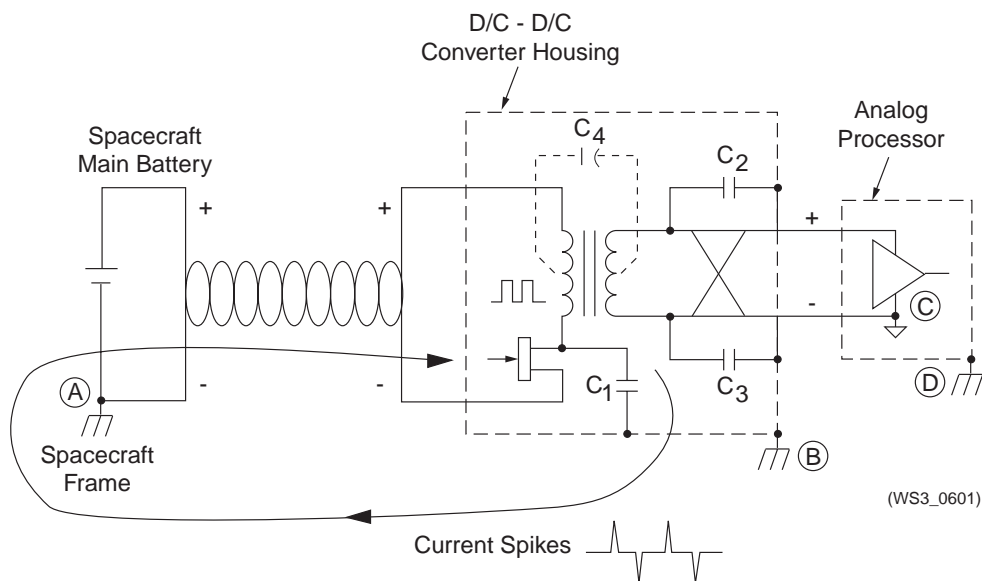 D/C - D/C
Converter Housing
Spacecraft
Main Battery
Analog
Processor
C4
C2
+
+
+
-
-
-
C1
C3
A
B
C
D
Spacecraft
Frame
(WS3_0601)
Current Spikes